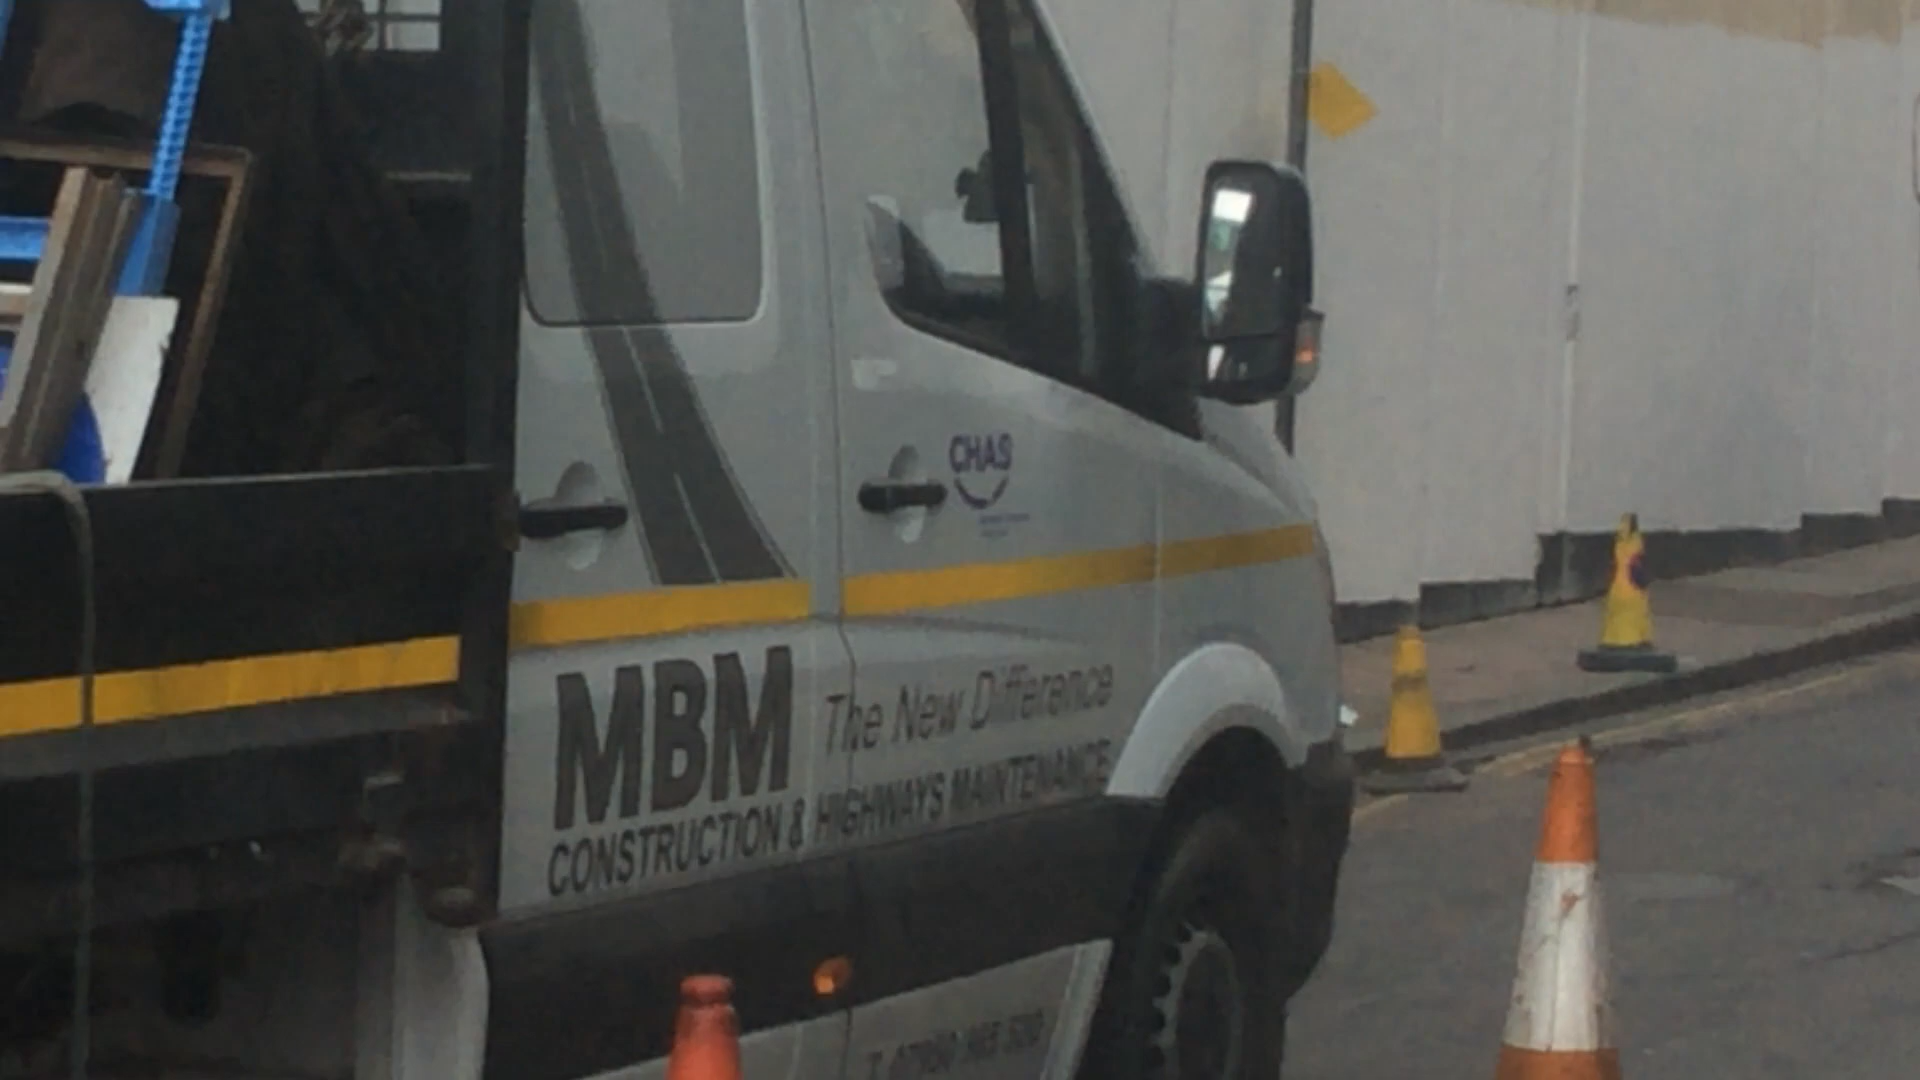 CHAS
MBM The New Difference
CONSTRUCTION & HIGHWAYS MAINTENANCE